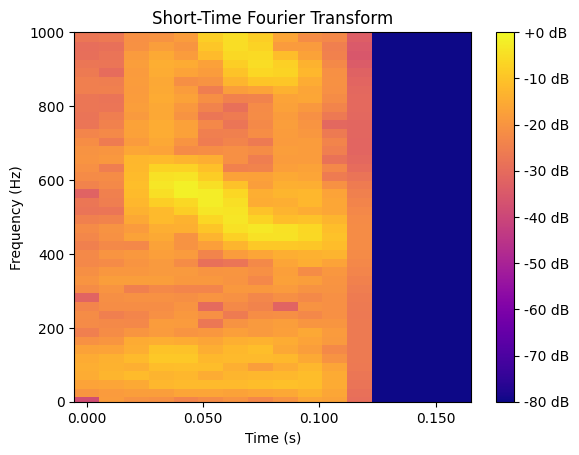 Short-Time Fourier Transform
Frequency (Hz)
1000
800
600
400
200
0
0.000
0.050
0.100
0.150
Time (s)
+0 dB
-10 dB
-20 dB
-30 dB
-40 dB
-50 dB
-60 dB
-70 dB
-80 dB